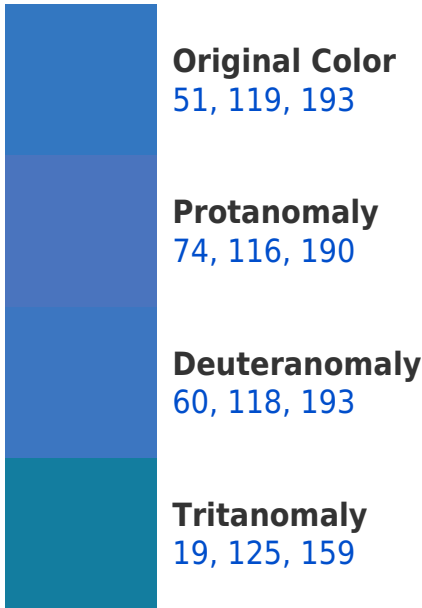 Original Color
51, 119, 193
Protanomaly
74, 116, 190
Deuteranomaly
60, 118, 193
Tritanomaly
19, 125, 159